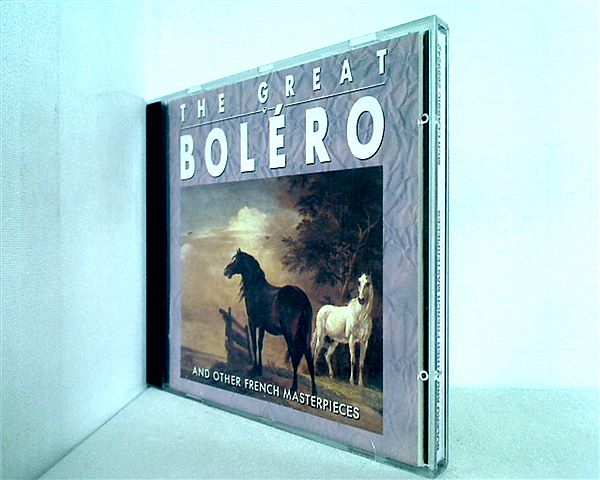 THE GREAT
BOLÉRO
AND OTHER FRENCH MASTERPIECES